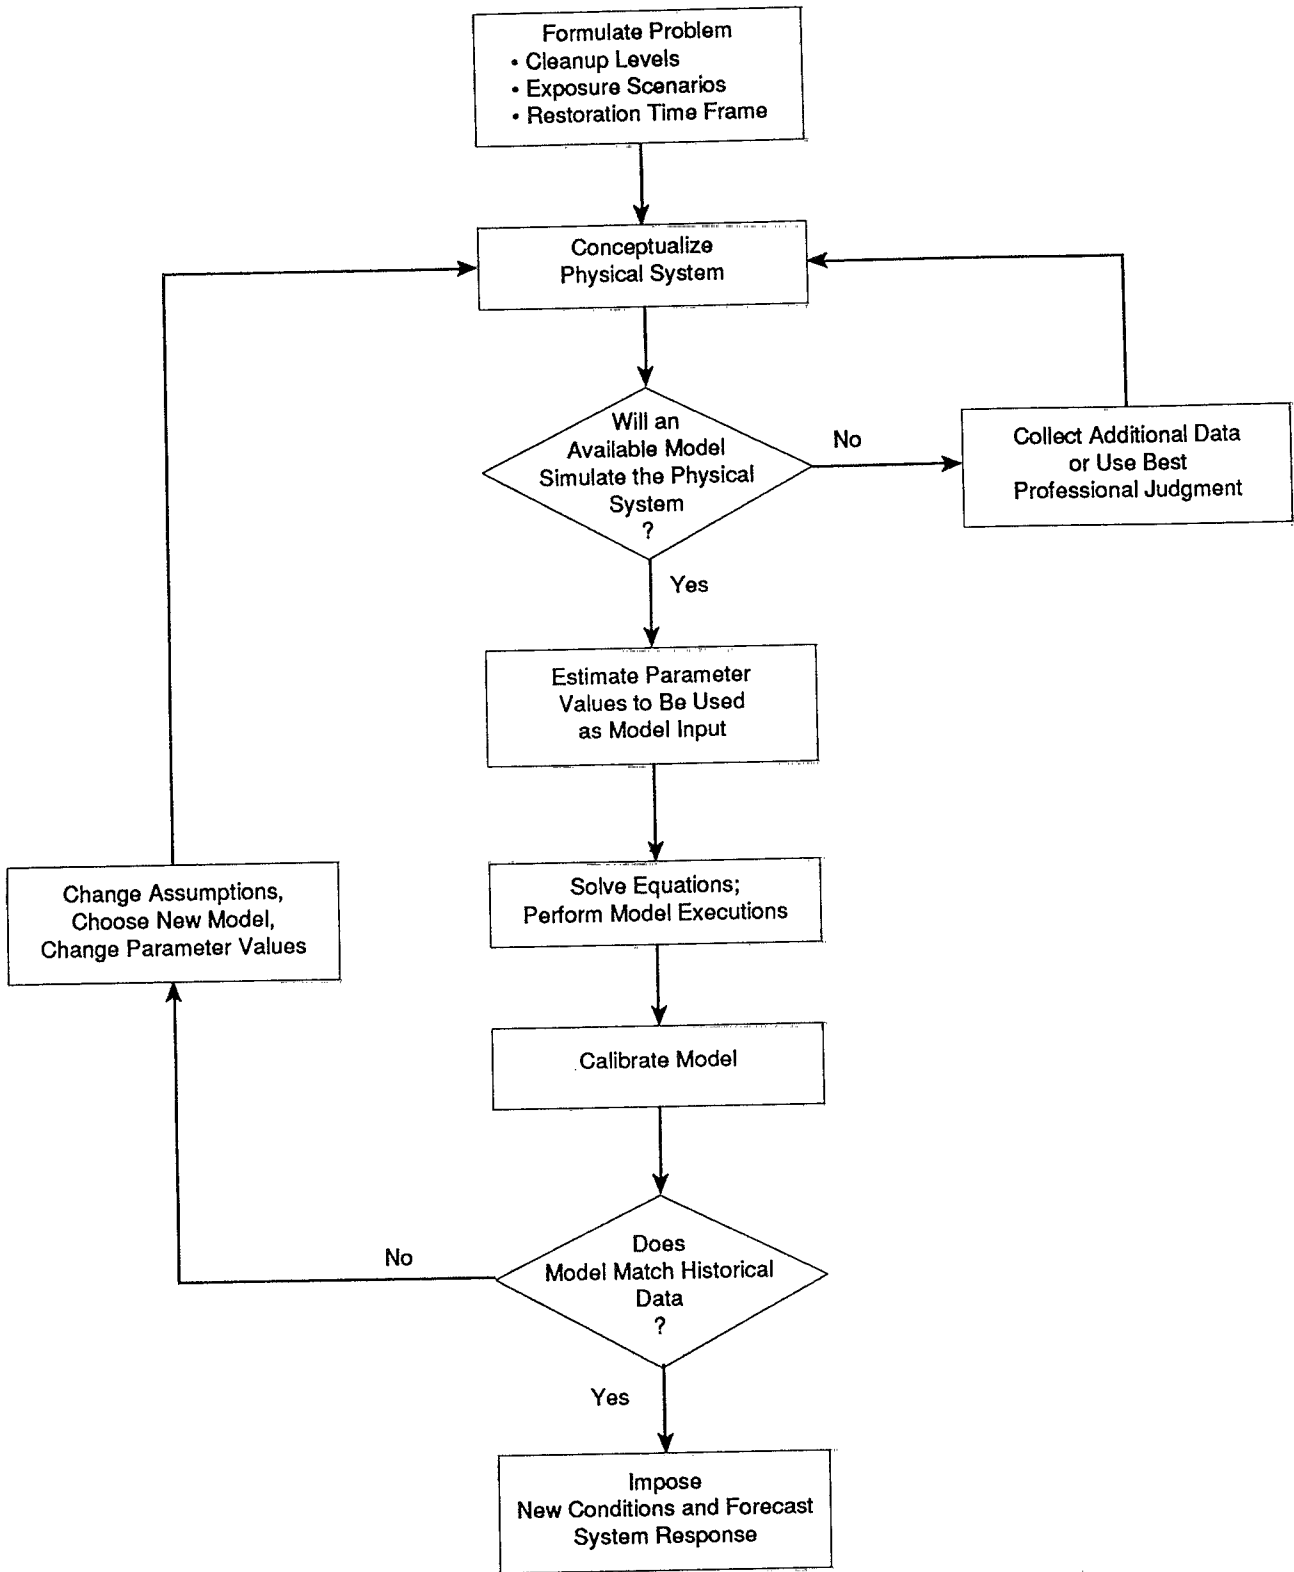 Formulate Problem
• Cleanup Levels
• Exposure Scenarios
• Restoration Time Frame
Conceptualize
Physical System
Will an
Available Model
Simulate the Physical
System
?
No
Collect Additional Data
or Use Best
Professional Judgment
Yes
Estimate Parameter
Values to Be Used
as Model Input
Solve Equations;
Perform Model Executions
Change Assumptions,
Choose New Model,
Change Parameter Values
Calibrate Model
Does
Model Match Historical
Data
?
No
Yes
Impose
New Conditions and Forecast
System Response